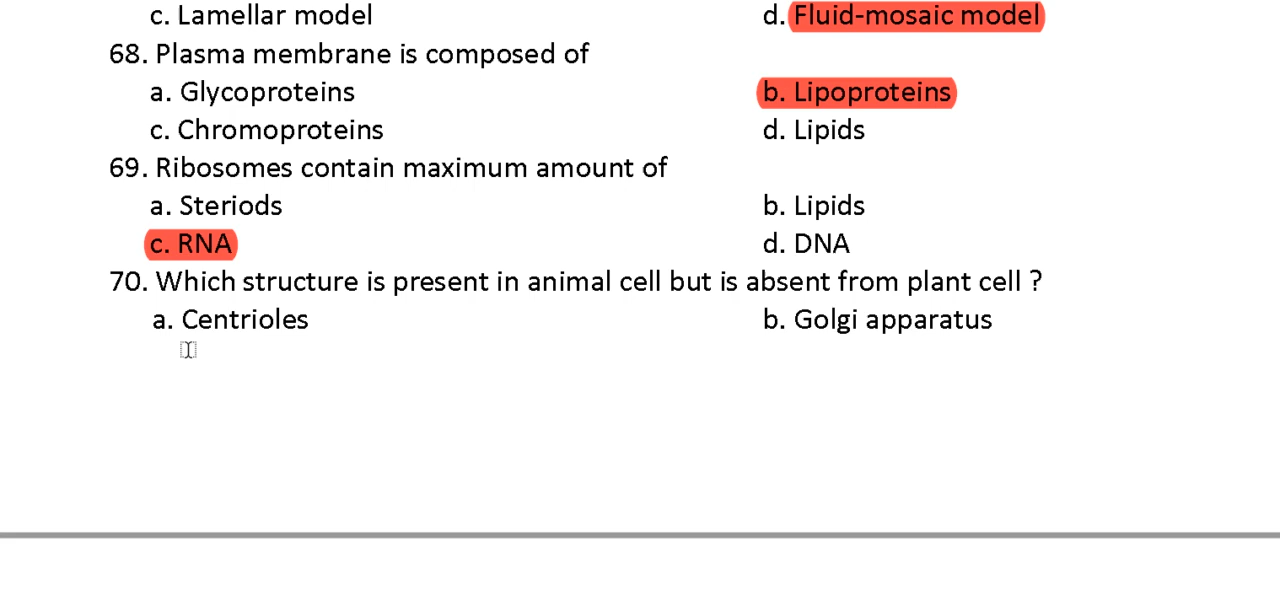 c. Lamellar model d. Fluid-mosaic model
68. Plasma membrane is composed of
a. Glycoproteins b. Lipoproteins
c. Chromoproteins d. Lipids
69. Ribosomes contain maximum amount of
a. Steriods b. Lipids
c. RNA d. DNA
70. Which structure is present in animal cell but is absent from plant cell ?
a. Centrioles b. Golgi apparatus